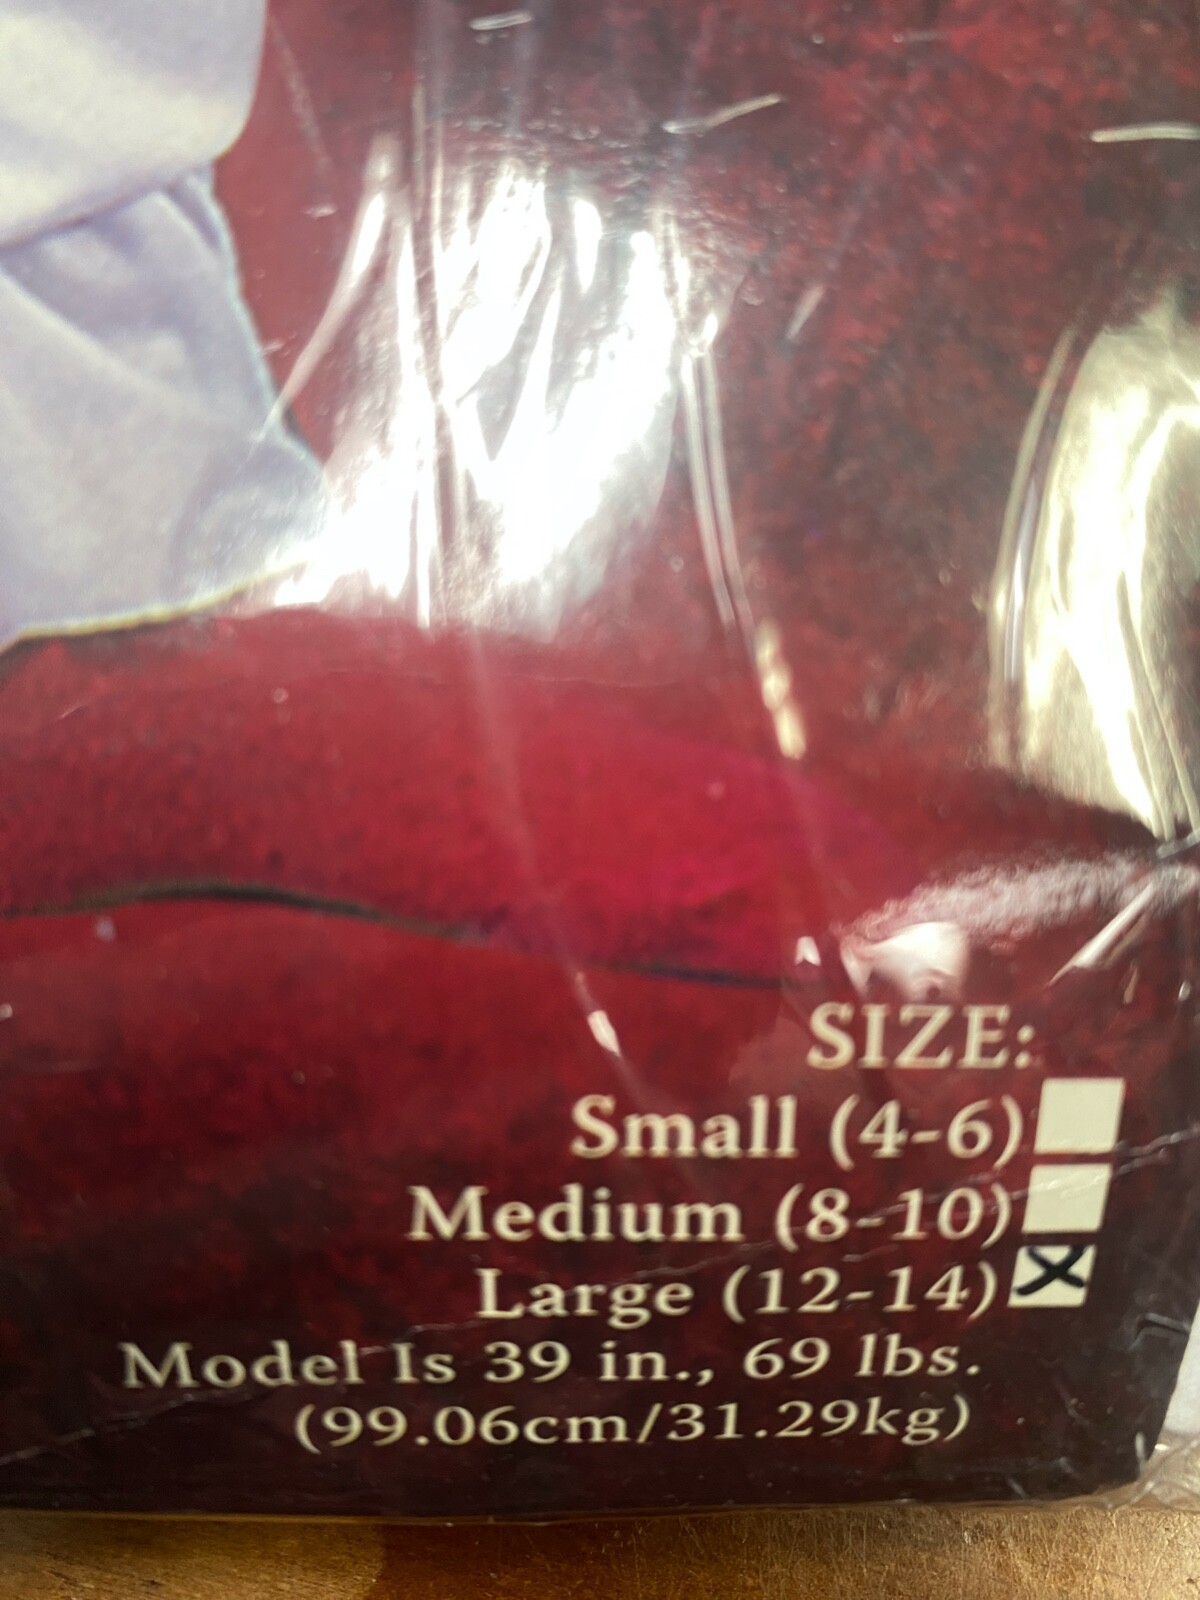 SIZE:
Small (4-6)
Medium (8-10)
Large (12-14) X
Model Is 39 in., 69 lbs.
(99.06cm/31.29kg)